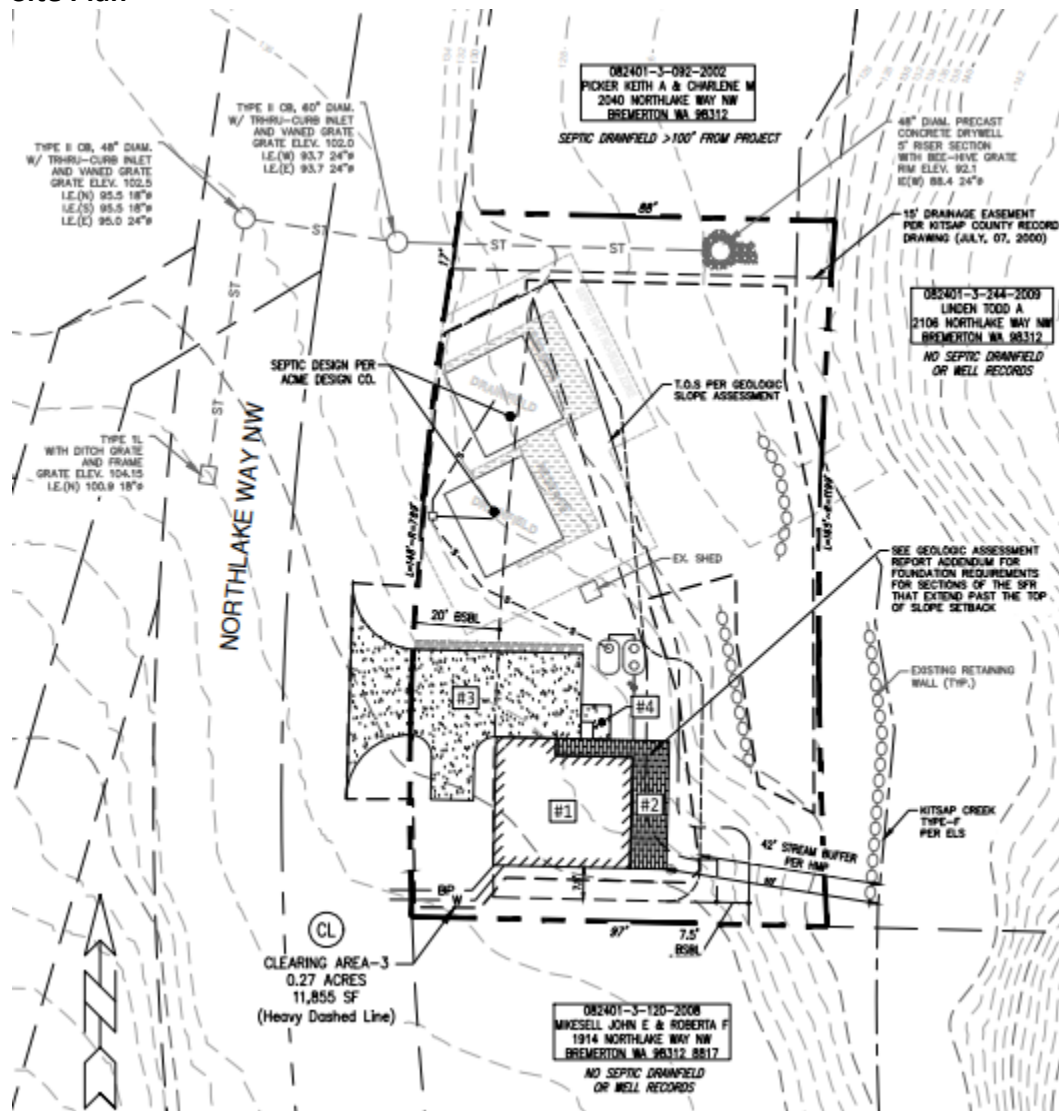 082401-3-092-2002
PICKER KEITH A & CHARLENE M
2040 NORTHLAKE WAY NW
BREMERTON WA 98312
SEPTIC DRAINFIELD >100' FROM PROJECT
TYPE II CB, 60" DIAM.
W/ TRHRU-CURB INLET
AND VANED GRATE
GRATE ELEV. 102.0
I.E.(W) 93.7 24"ø
I.E.(E) 93.7 24"ø
TYPE II CB, 48" DIAM.
W/ TRHRU-CURB INLET
AND VANED GRATE
GRATE ELEV. 102.5
I.E.(N) 95.5 18"ø
I.E.(S) 95.5 18"ø
I.E.(E) 95.0 24"ø
48" DIAM. PRECAST
CONCRETE DRYWELL
5' RISER SECTION
WITH BEE-HIVE GRATE
RIM ELEV. 92.1
IE(W) 88.4 24"ø
88'
15' DRAINAGE EASEMENT
PER KITSAP COUNTY RECORD
DRAWING (JULY, 07, 2000)
ST
ST
ST
ST
ST
17'
082401-3-244-2009
LINDEN TODD A
2106 NORTHLAKE WAY NW
BREMERTON WA 98312
NO SEPTIC DRAINFIELD
OR WELL RECORDS
SEPTIC DESIGN PER
ACME DESIGN CO.
DRAINFIELD
T.O.S PER GEOLOGIC
SLOPE ASSESSMENT
TYPE 1L
WITH DITCH GRATE
AND FRAME
GRATE ELEV. 104.15
I.E.(N) 100.9 18"ø
NORTHLAKE WAY NW
DRAINFIELD
EX. SHED
SEE GEOLOGIC ASSESSMENT
REPORT ADDENDUM FOR
FOUNDATION REQUIREMENTS
FOR SECTIONS OF THE SFR
THAT EXTEND PAST THE TOP
OF SLOPE SETBACK
20' BSBL
EXISTING RETAINING
WALL (TYP.)
#3
#4
#1
#2
KITSAP CREEK
TYPE-F
PER ELS
42' STREAM BUFFER
PER HMP
BP
W
97'
7.5'
BSBL
CL
CLEARING AREA-3
0.27 ACRES
11,855 SF
(Heavy Dashed Line)
082401-3-120-2008
MIKESELL JOHN E & ROBERTA F
1914 NORTHLAKE WAY NW
BREMERTON WA 98312 8817
NO SEPTIC DRAINFIELD
OR WELL RECORDS